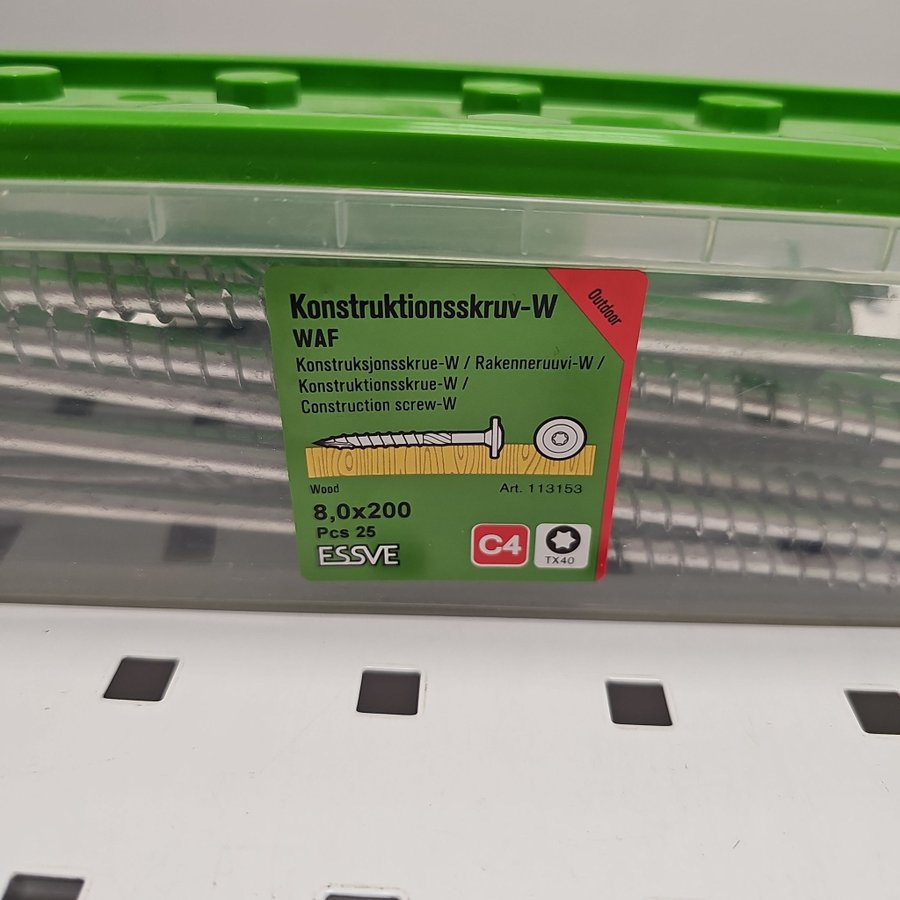 Konstruktionsskruv-W
Outdoor
WAF
Konstruksjonsskrue-W / Rakenneruuvi-W /
Konstruktionsskrue-W /
Construction screw-W
Wood
Art. 113153
8,0x200
Pcs 25
ESSVE
C4
TX40